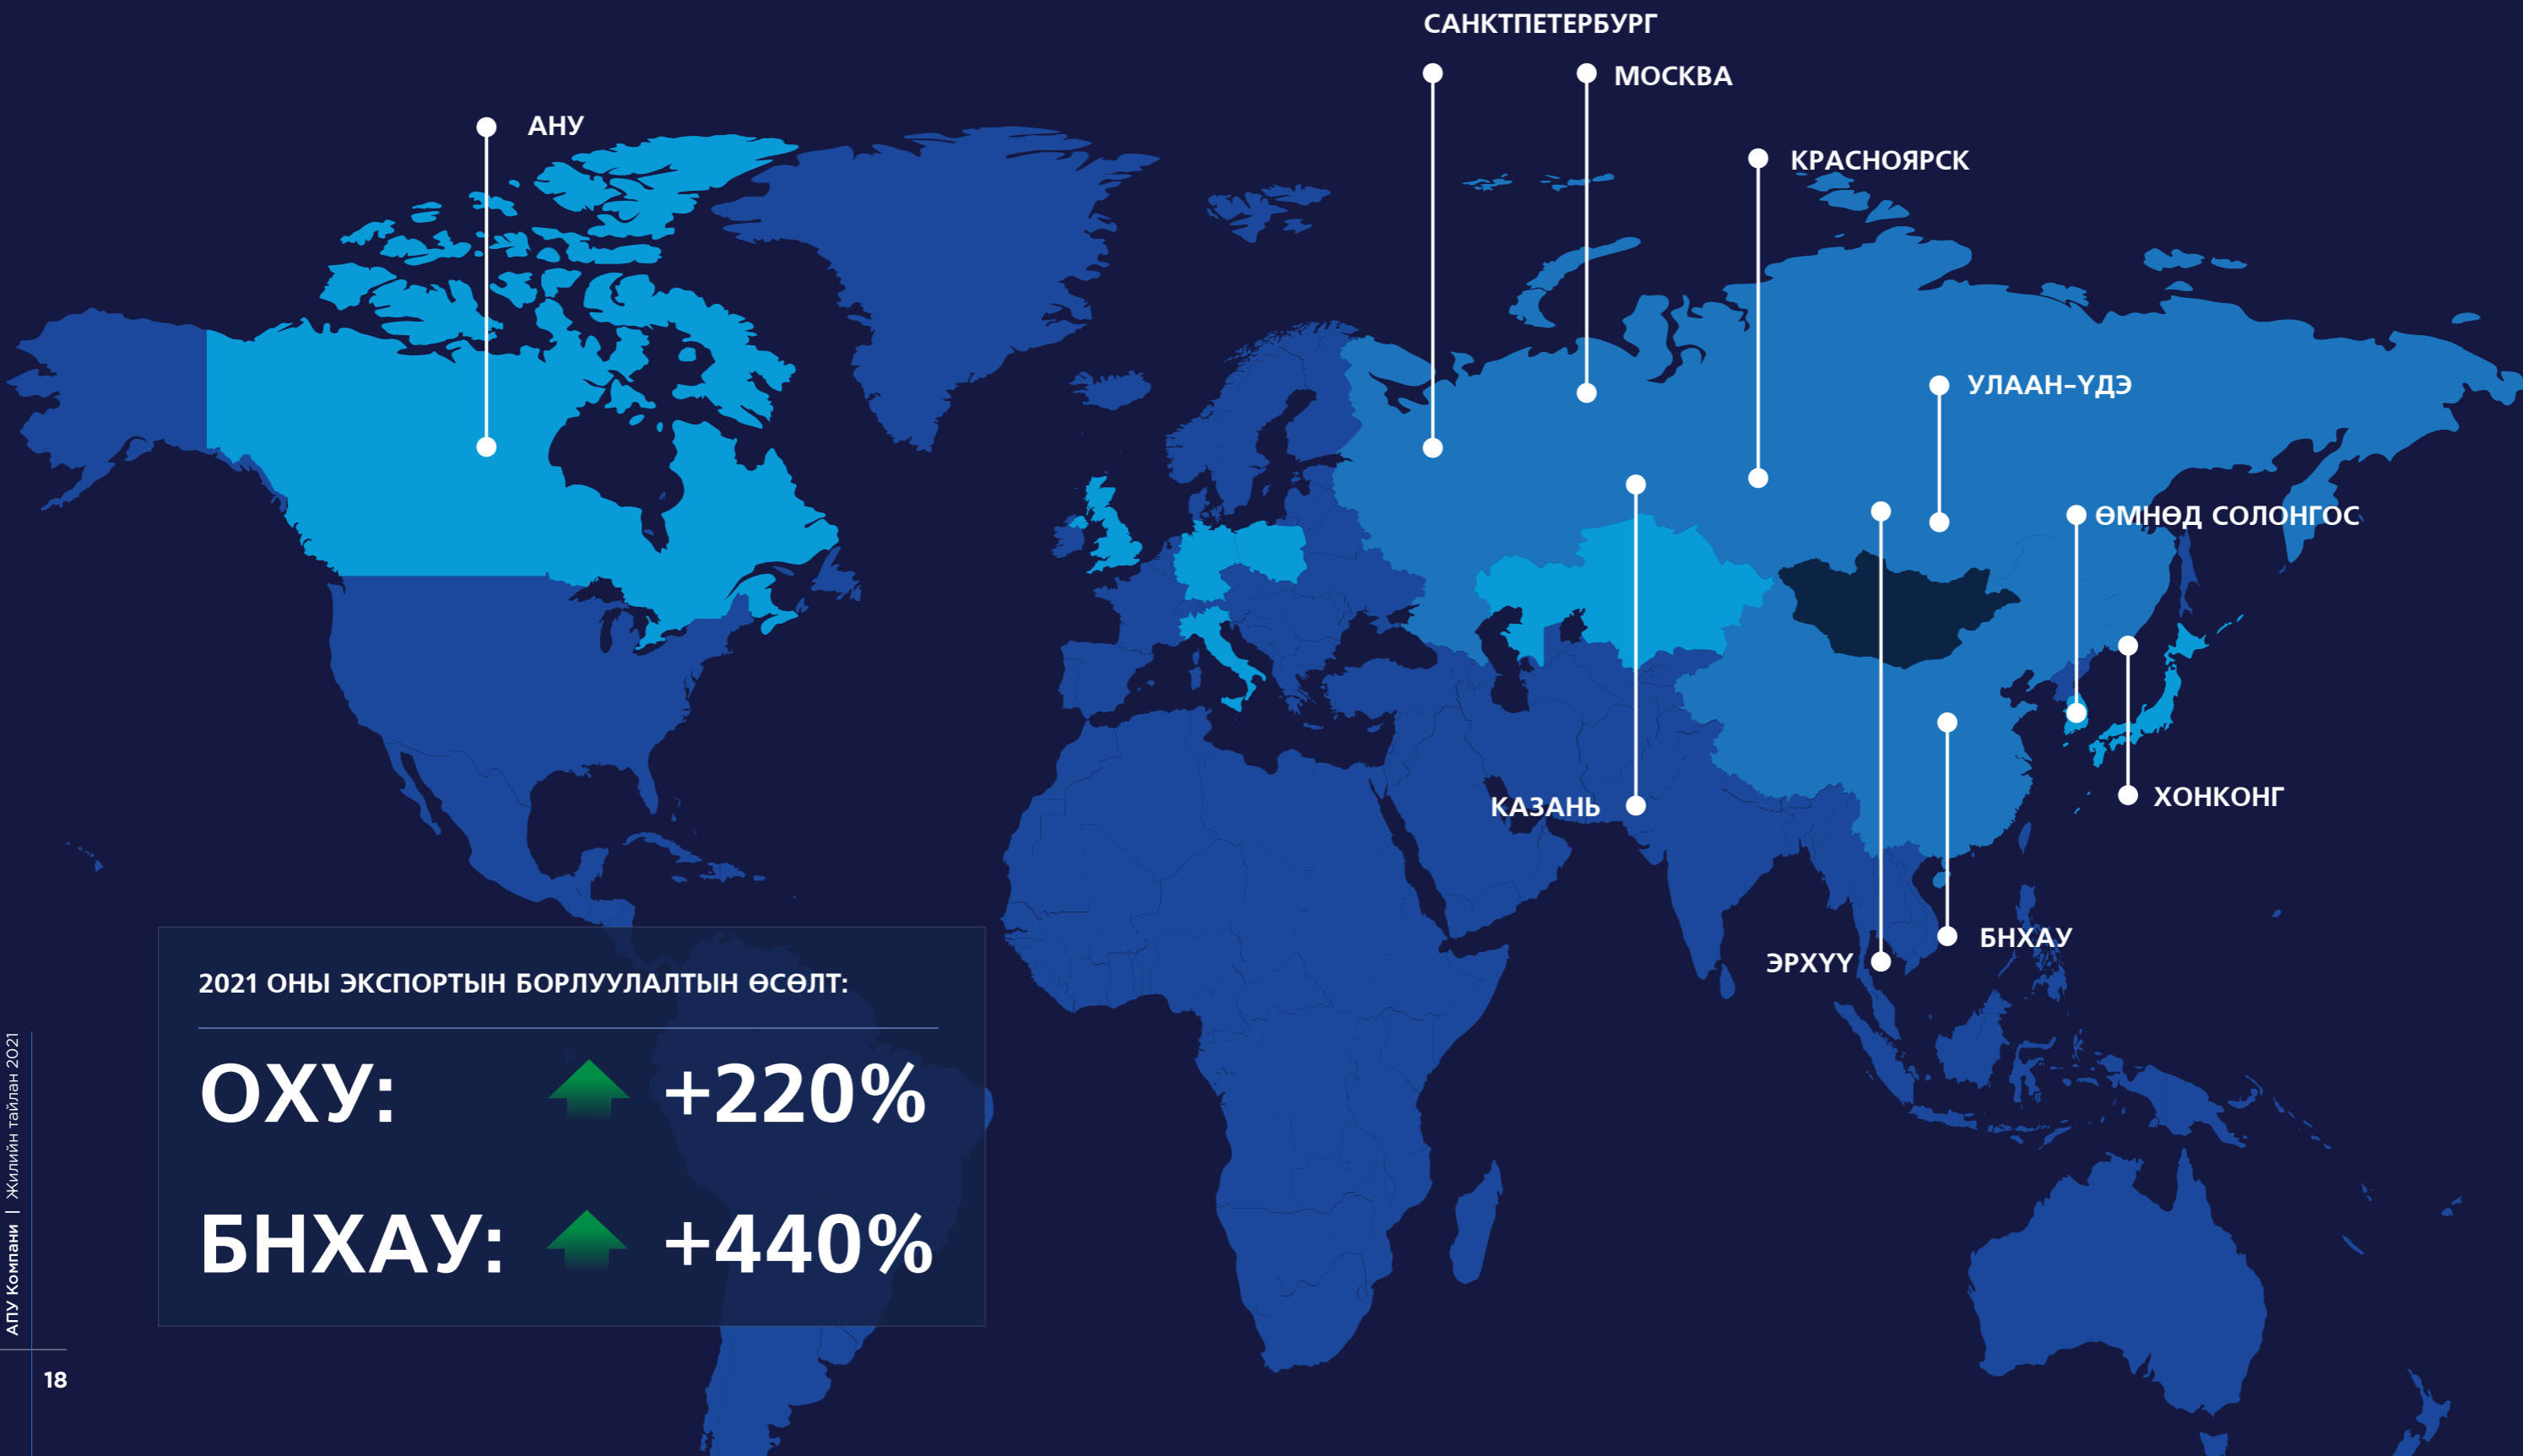 САНКТПЕТЕРБУРГ
МОСКВА
АНУ
КРАСНОЯРСК
УЛААН-ҮДЭ
ӨМНӨД СОЛОНГОС
ХОНКОНГ
КАЗАНЬ
БНХАУ
ЭРХҮҮ
2021 ОНЫ ЭКСПОРТЫН БОРЛУУЛАЛТЫН ӨСӨЛТ:
ОХУ: +220%
БНХАУ: +440%
АПУ Компани | Жилийн тайлан 2021
18